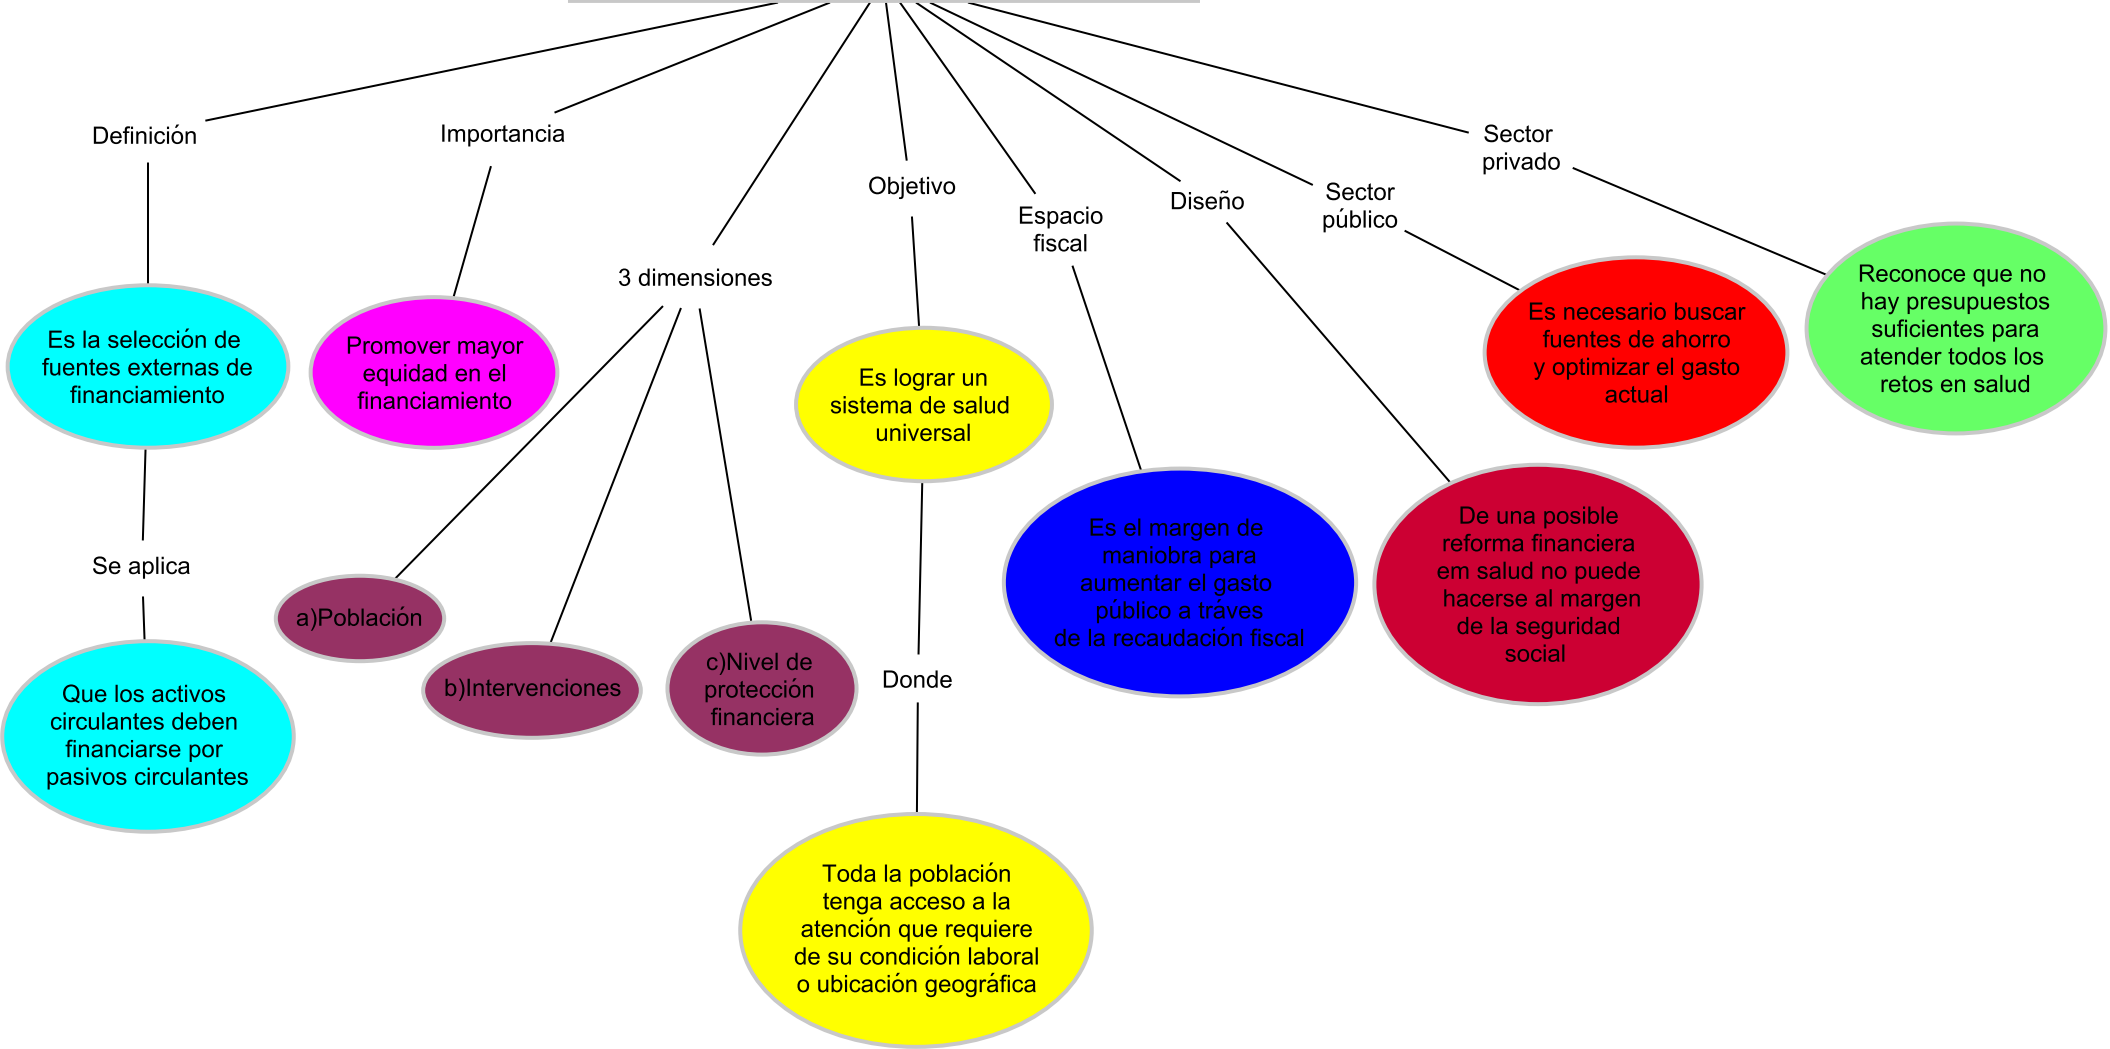 Definición
Es la selección de
fuentes externas de
financiamiento
Se aplica
Que los activos
circulantes deben
financiarse por
pasivos circulantes
Importancia
Promover mayor
equidad en el
financiamiento
3 dimensiones
a)Población
b)Intervenciones
c)Nivel de
protección
financiera
Objetivo
Es lograr un
sistema de salud
universal
Donde
Toda la población
tenga acceso a la
atención que requiere
de su condición laboral
o ubicación geográfica
Espacio
fiscal
Es el margen de
maniobra para
aumentar el gasto
público a tráves
de la recaudación fiscal
Diseño
De una posible
reforma financiera
em salud no puede
hacerse al margen
de la seguridad
social
Sector
público
Es necesario buscar
fuentes de ahorro
y optimizar el gasto
actual
Sector
privado
Reconoce que no
hay presupuestos
suficientes para
atender todos los
retos en salud